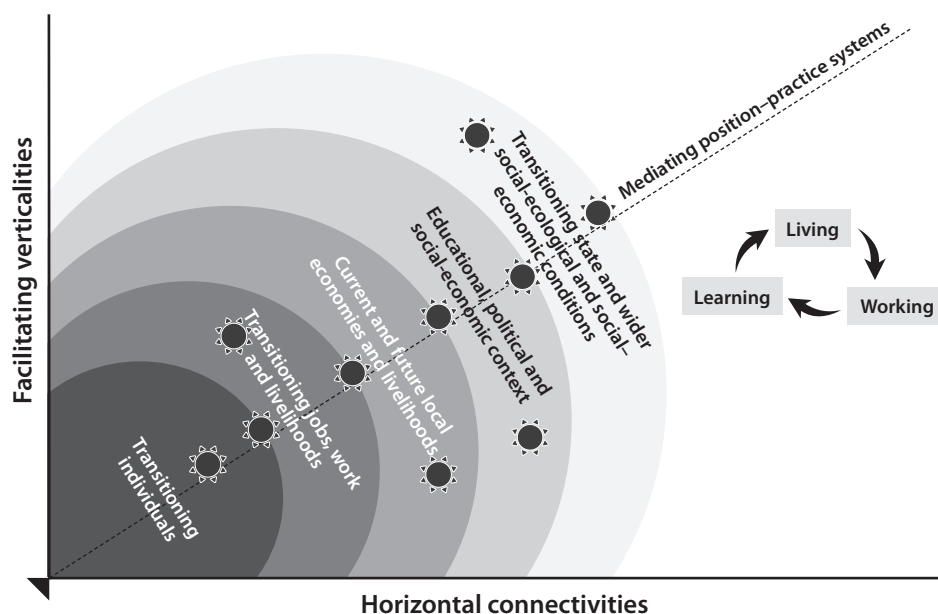 Facilitating verticalities
Mediating position–practice systems
Transitioning state and wider
social-ecological and social–
economic conditions
Educational, political and
social-economic context
Current and future local
economies and livelihoods
Transitioning jobs, work
and livelihoods
Transitioning
individuals
Living
Learning
Working
Horizontal connectivities